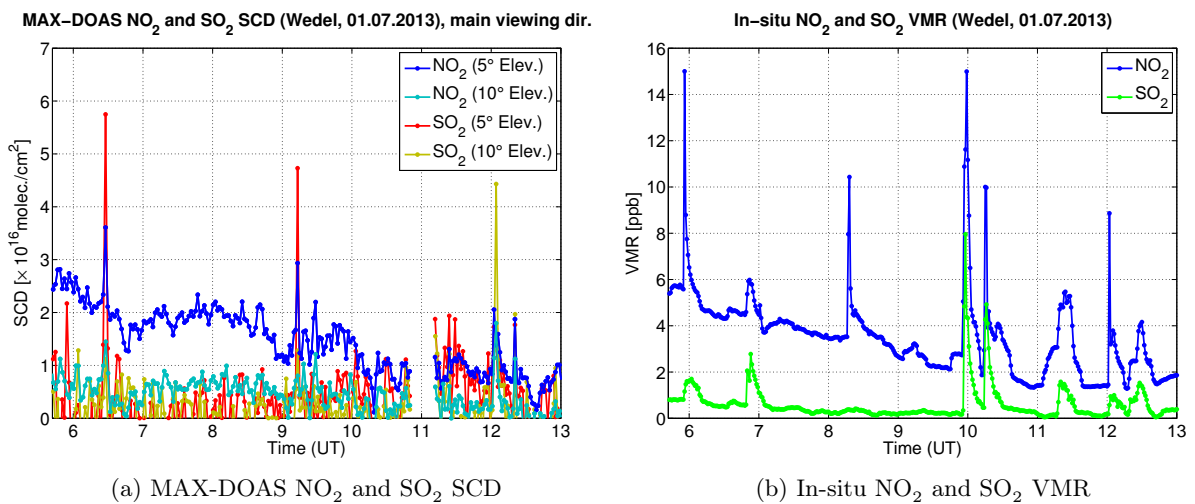 MAX-DOAS NO₂ and SO₂ SCD (Wedel, 01.07.2013), main viewing dir.
SCD [× 10¹⁶ molec./cm²]
7
6
5
4
3
2
1
0
NO₂ (5° Elev.)
NO₂ (10° Elev.)
SO₂ (5° Elev.)
SO₂ (10° Elev.)
6 7 8 9 10 11 12 13
Time (UT)
(a) MAX-DOAS NO₂ and SO₂ SCD
In-situ NO₂ and SO₂ VMR (Wedel, 01.07.2013)
VMR [ppb]
16
14
12
10
8
6
4
2
0
NO₂
SO₂
6 7 8 9 10 11 12 13
Time (UT)
(b) In-situ NO₂ and SO₂ VMR